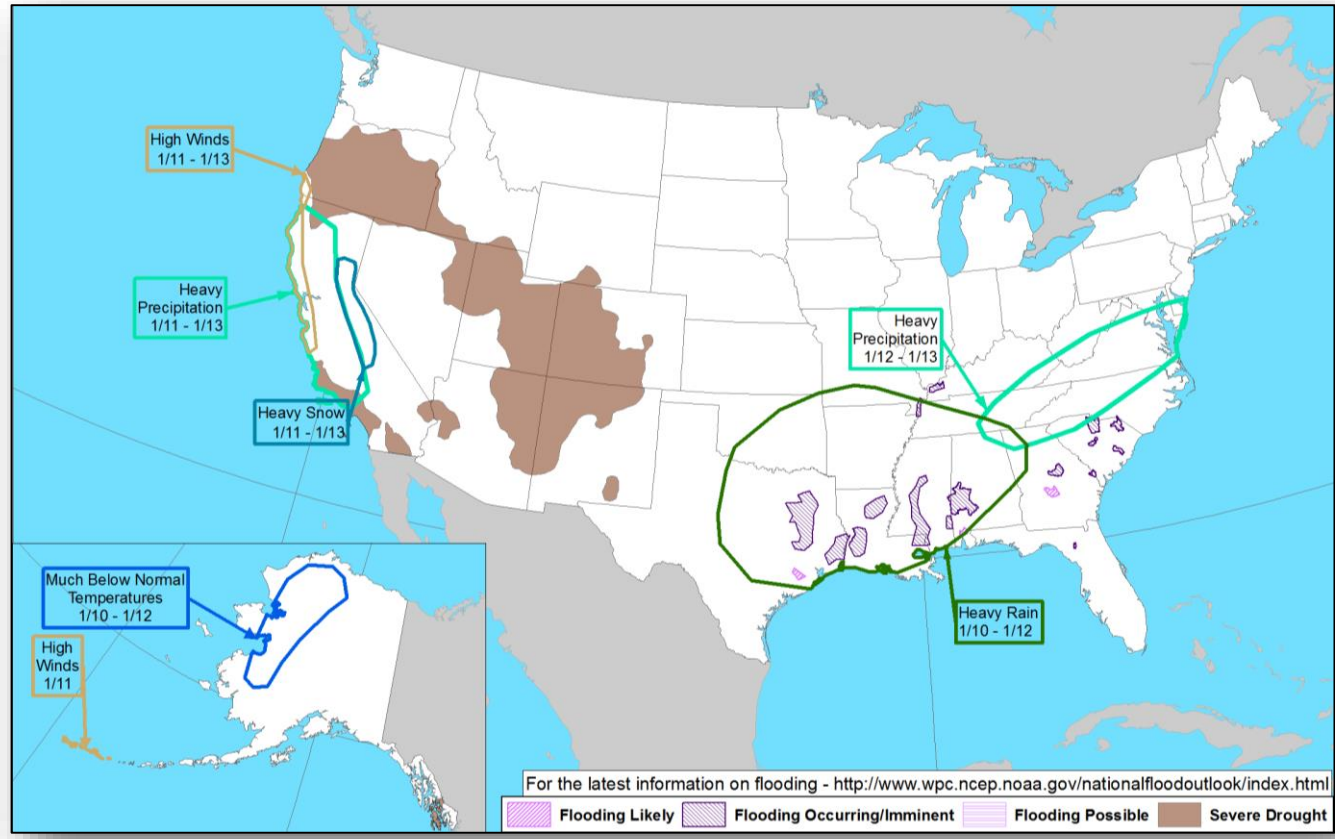 High Winds
1/11 - 1/13
Heavy
Precipitation
1/11 - 1/13
Heavy
Precipitation
1/12 - 1/13
Heavy Snow
1/11 - 1/13
Heavy Rain
1/10 - 1/12
Much Below Normal
Temperatures
1/10 - 1/12
High
Winds
1/11
For the latest information on flooding - http://www.wpc.ncep.noaa.gov/nationalfloodoutlook/index.html
Flooding Likely Flooding Occurring/Imminent Flooding Possible Severe Drought